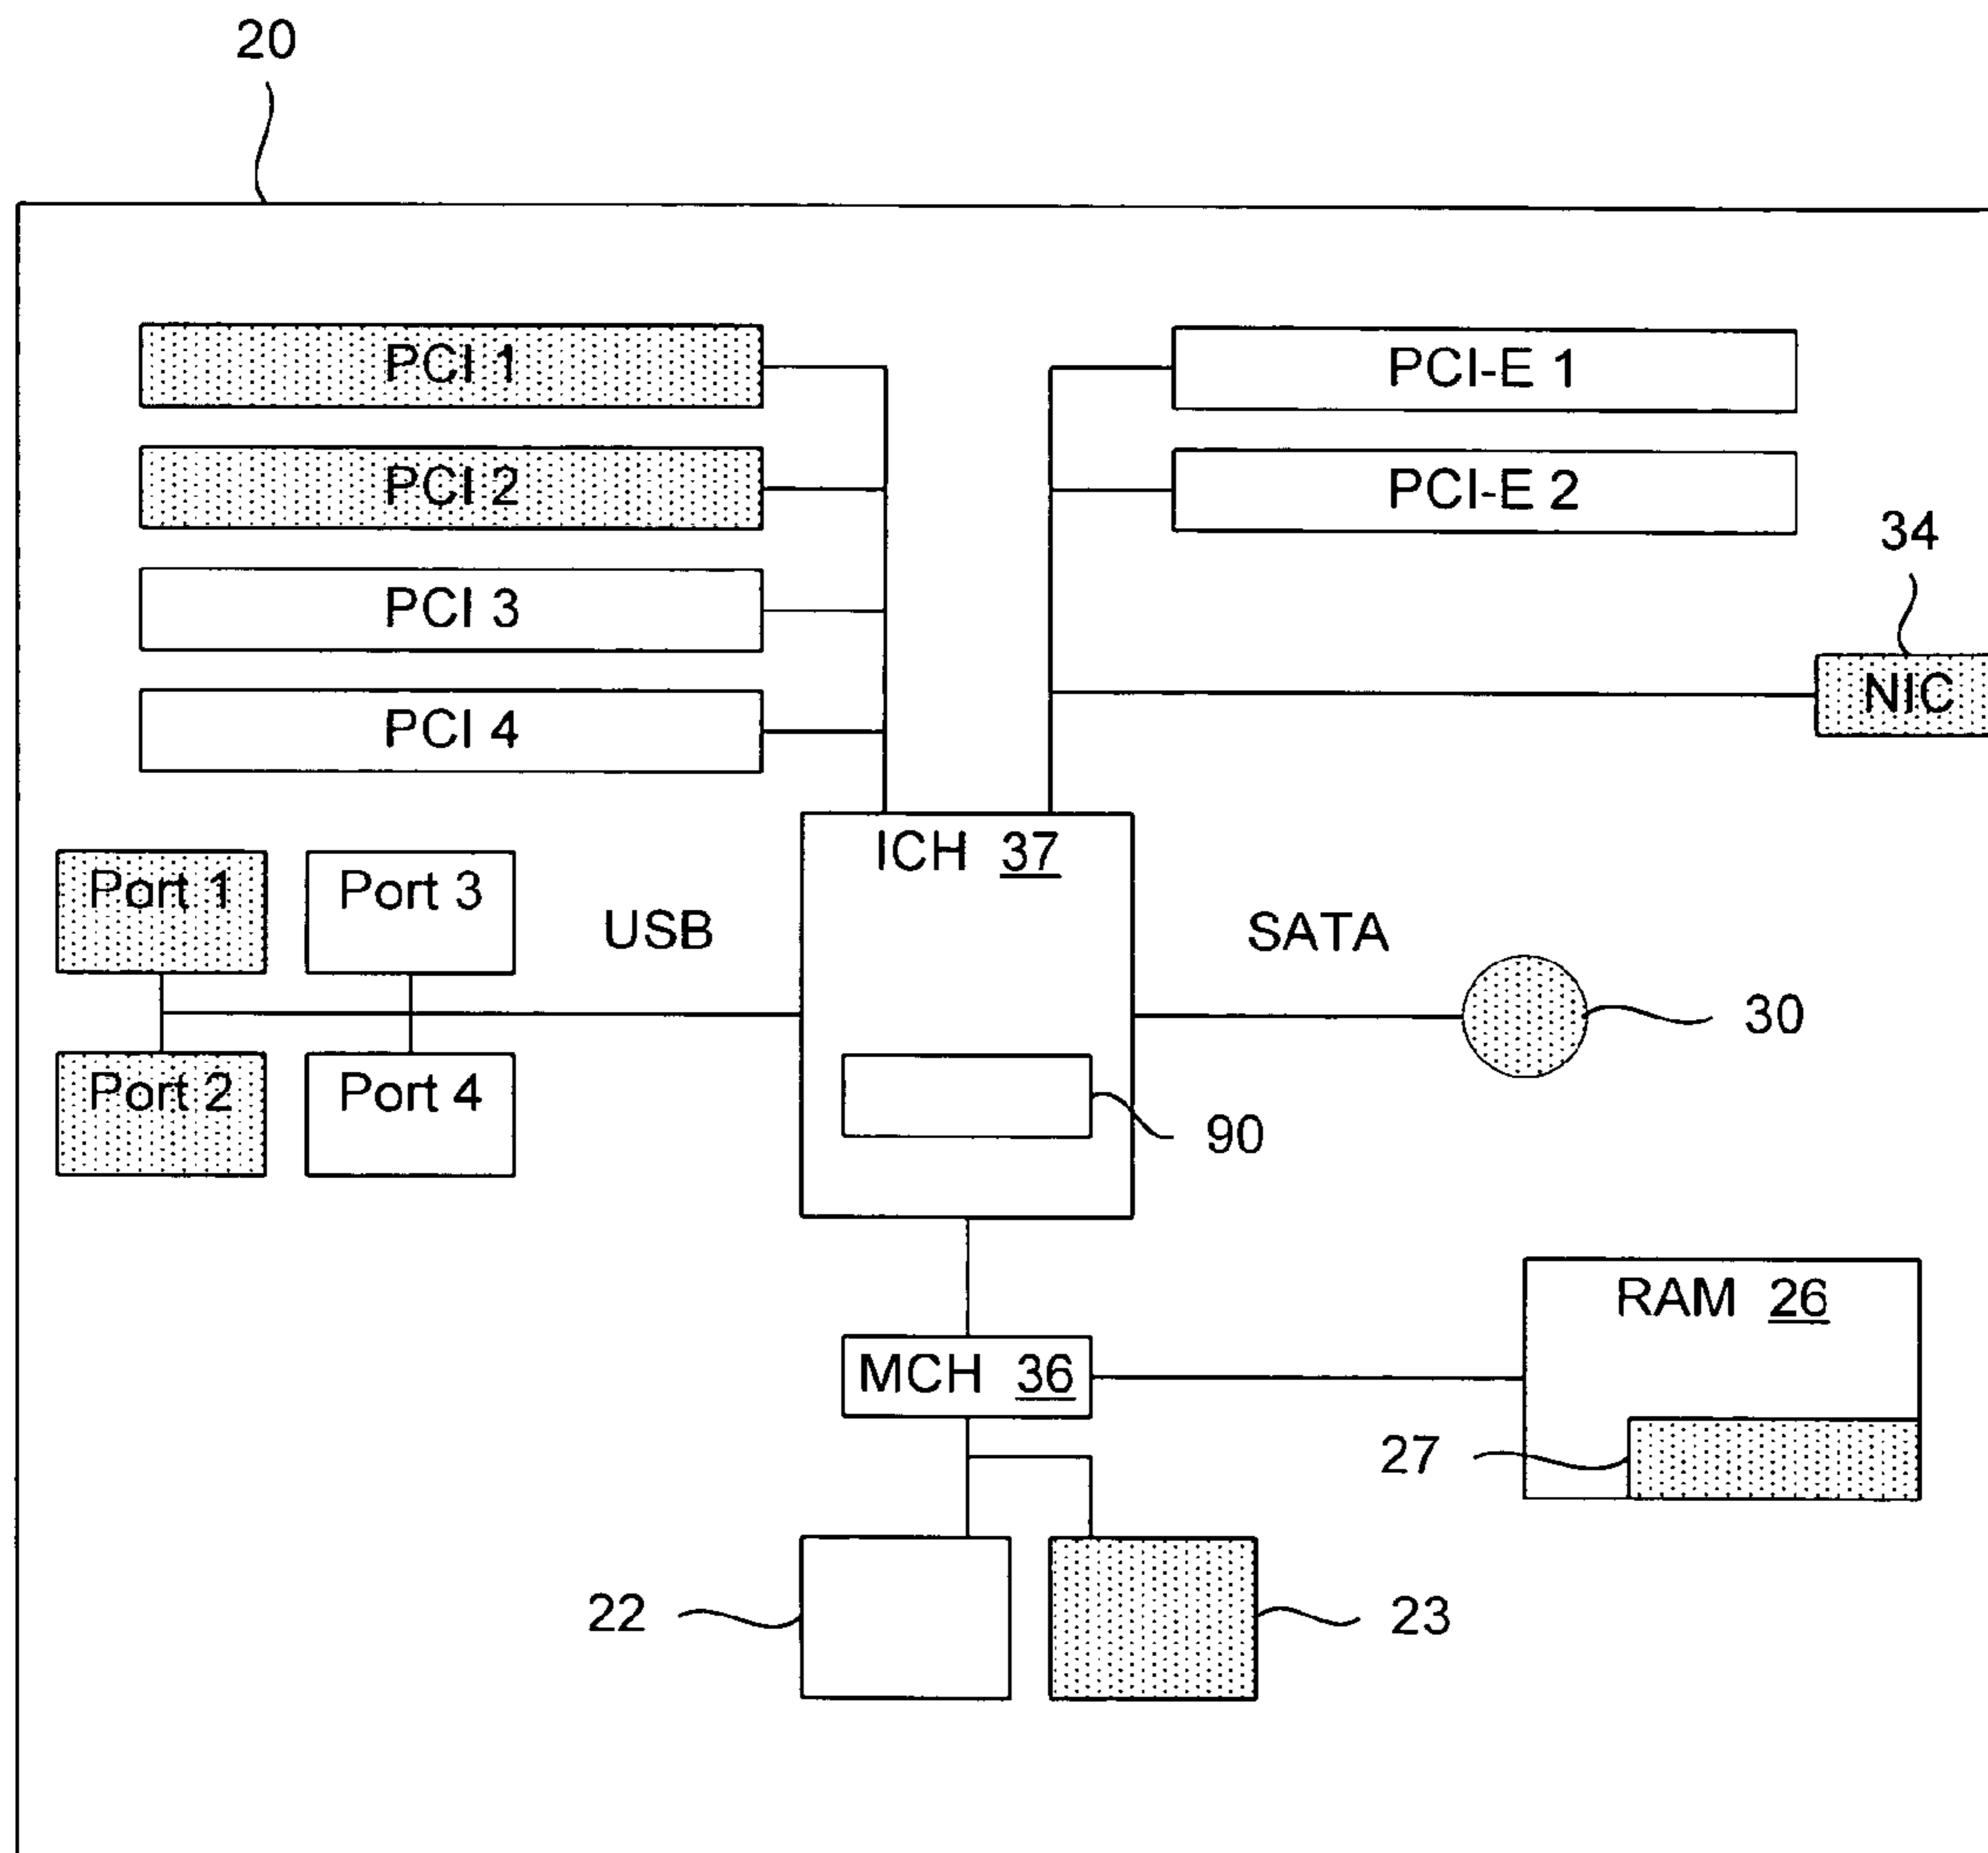 20
PCI 1
PCI-E 1
PCI 2
PCI-E 2
34
PCI 3
NIC
PCI 4
ICH 37
Port 1
Port 3
USB
SATA
30
Port 2
Port 4
90
RAM 26
MCH 36
27
22
23